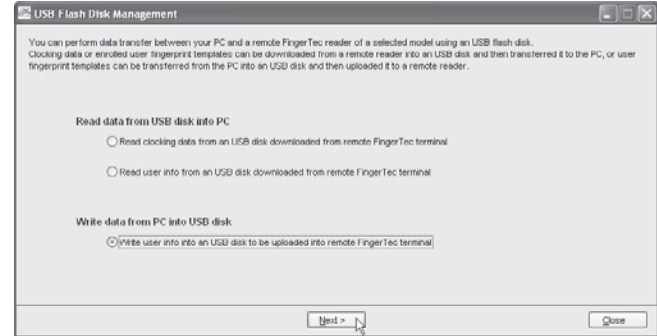 USB Flash Disk Management
You can perform data transfer between your PC and a remote FingerTec reader of a selected model using an USB flash disk.
Clocking data or enrolled user fingerprint templates can be downloaded from a remote reader into an USB disk and then transferred it to the PC, or user
fingerprint templates can be transferred from the PC into an USB disk and then uploaded it to a remote reader.
Read data from USB disk into PC
Read clocking data from an USB disk downloaded from remote FingerTec terminal
Read user info from an USB disk downloaded from remote FingerTec terminal
Write data from PC into USB disk
Write user info into an USB disk to be uploaded into remote FingerTec terminal
Next >
Close